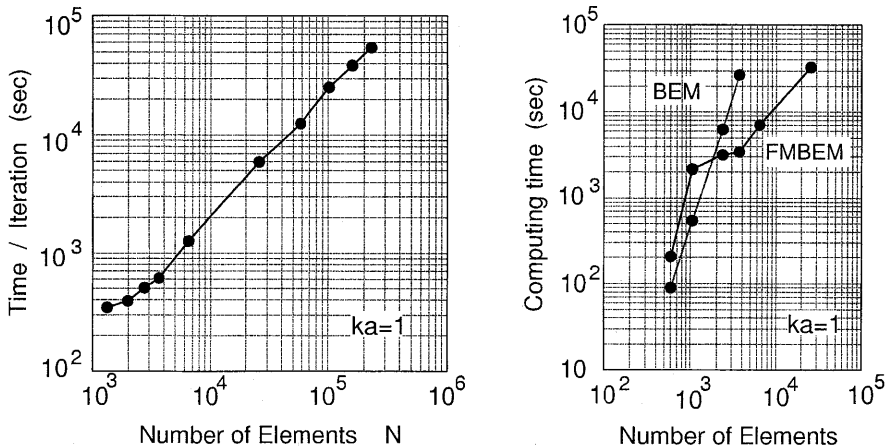 10^5
10^4
10^3
10^2
Time / Iteration (sec)
ka=1
10^3
10^4
10^5
10^6
Number of Elements N
10^5
10^4
10^3
10^2
10
Computing time (sec)
BEM
FMBEM
ka=1
10^2
10^3
10^4
10^5
Number of Elements